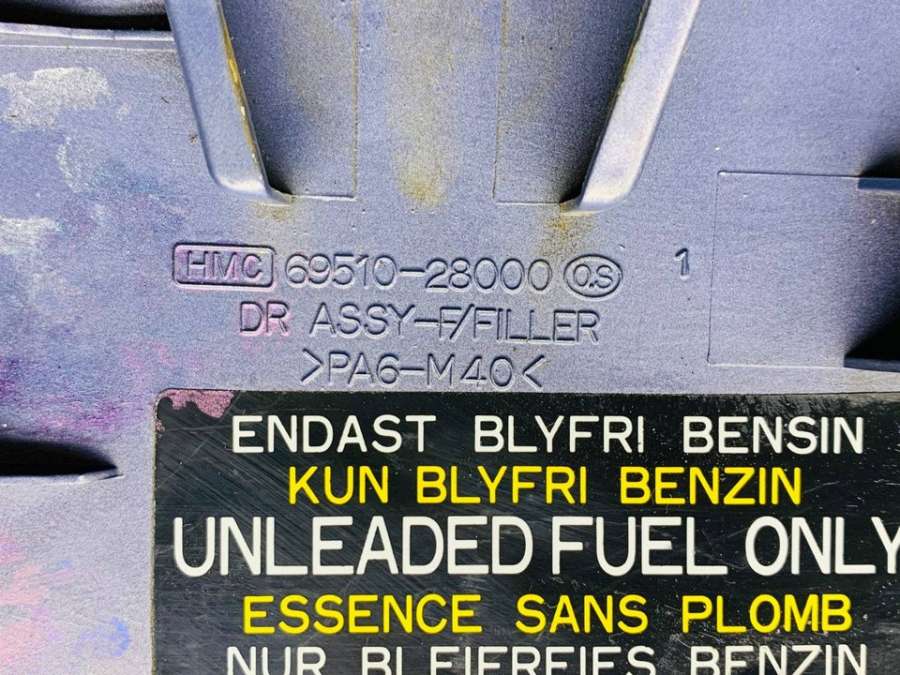 HMC 69510-28000 O.S 1
DR ASSY-F/FILLER
>PA6-M40<
ENDAST BLYFRI BENSIN
KUN BLYFRI BENZIN
UNLEADED FUEL ONLY
ESSENCE SANS PLOMB
NUR BLEIFREIES BENZIN